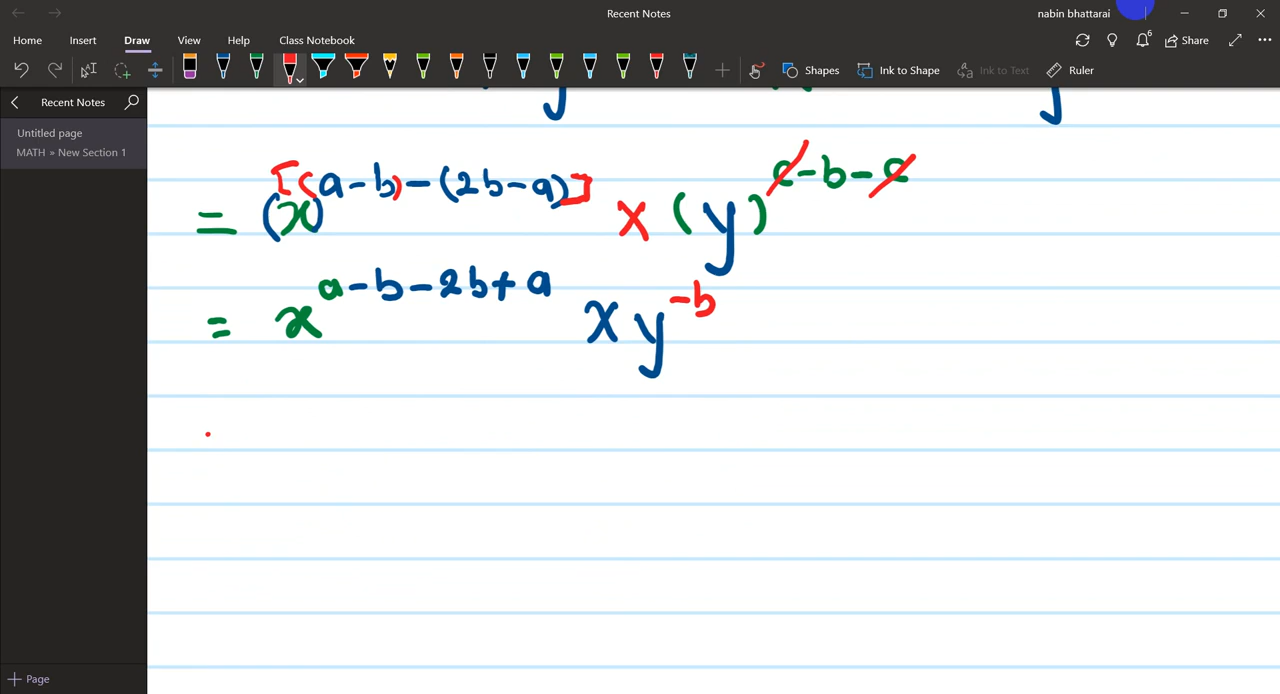 Recent Notes
nabin bhattarai
Home Insert Draw View Help Class Notebook
6 Share
Shapes Ink to Shape Ink to Text Ruler
Recent Notes
Untitled page
MATH » New Section 1
y y
= (x)^[(a-b)-(2b-a)] × (y)^c-b-c
= x^a-b-2b+a × y^-b
Page